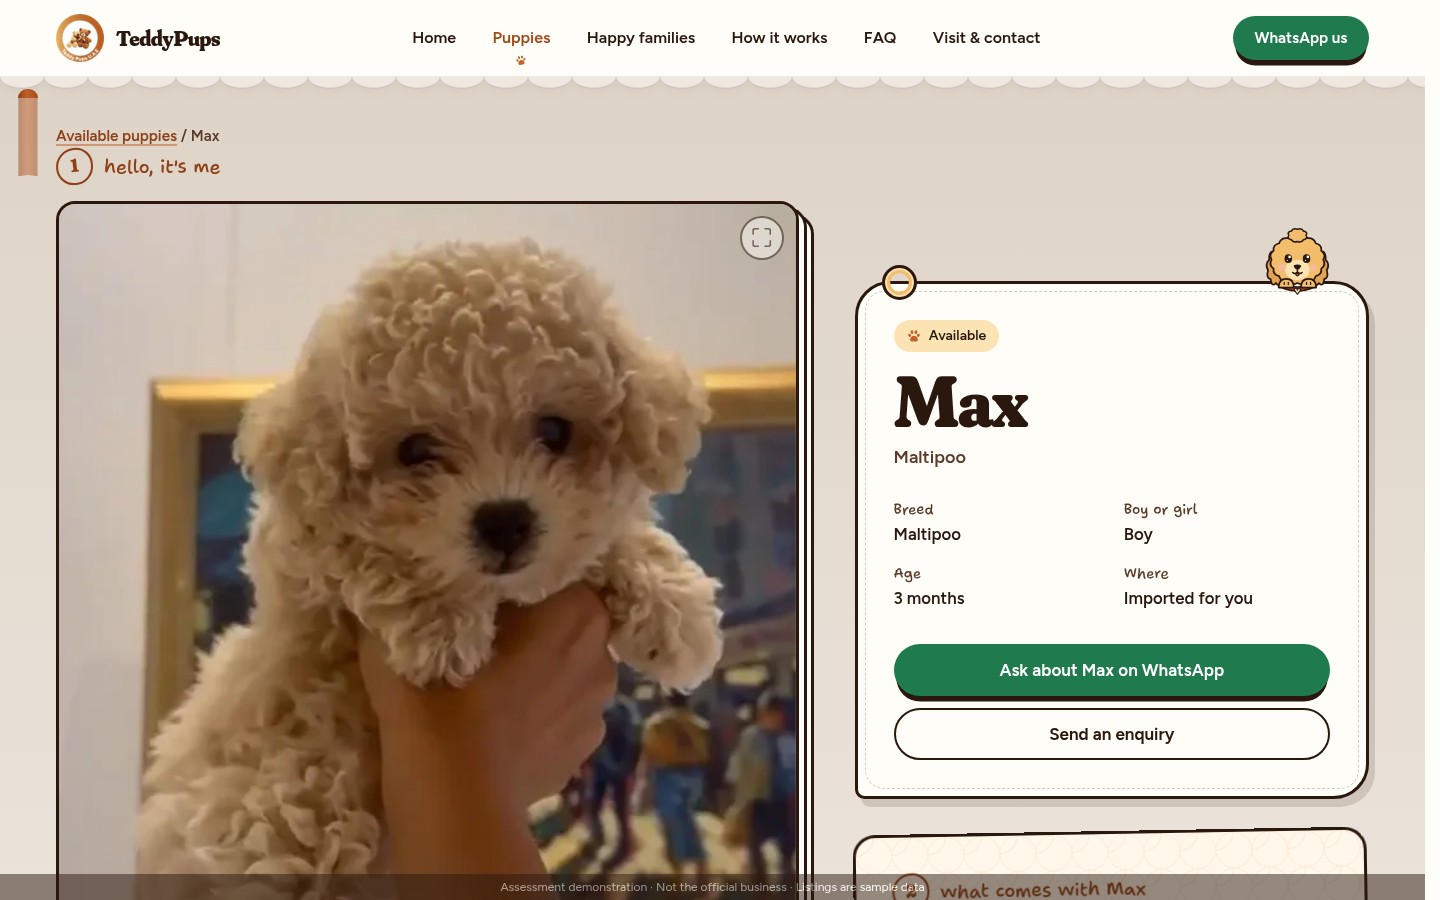 TeddyPups
Home
Puppies
Happy families
How it works
FAQ
Visit & contact
WhatsApp us
Available puppies / Max
1 hello, it's me
Available
Max
Maltipoo
Breed
Boy or girl
Maltipoo
Boy
Age
Where
3 months
Imported for you
Ask about Max on WhatsApp
Send an enquiry
2 what comes with Max
Assessment demonstration · Not the official business · Listings are sample data